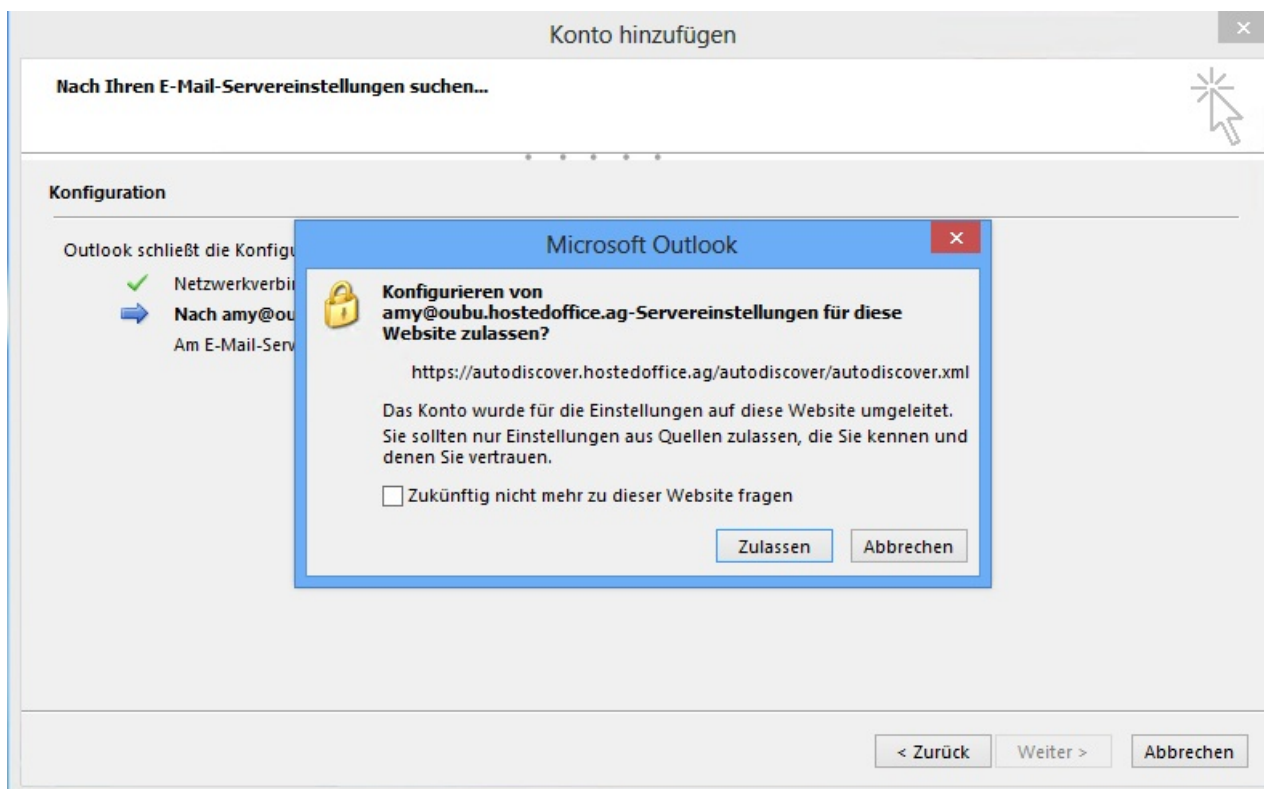 Konto hinzufügen
Nach Ihren E-Mail-Servereinstellungen suchen...
Konfiguration
Outlook schließt die
Netzwerkverbi
Nach amy@ou
Am E-Mail-Serv
Microsoft Outlook
Konfigurieren von
amy@oubu.hostedoffice.ag-Servereinstellungen für diese
Website zulassen?
https://autodiscover.hostedoffice.ag/autodiscover/autodiscover.xml
Das Konto wurde für die Einstellungen auf diese Website umgeleitet.
Sie sollten nur Einstellungen aus Quellen zulassen, die Sie kennen und
denen Sie vertrauen.
Zukünftig nicht mehr zu dieser Website fragen
Zulassen
Abbrechen
< Zurück
Weiter >
Abbrechen